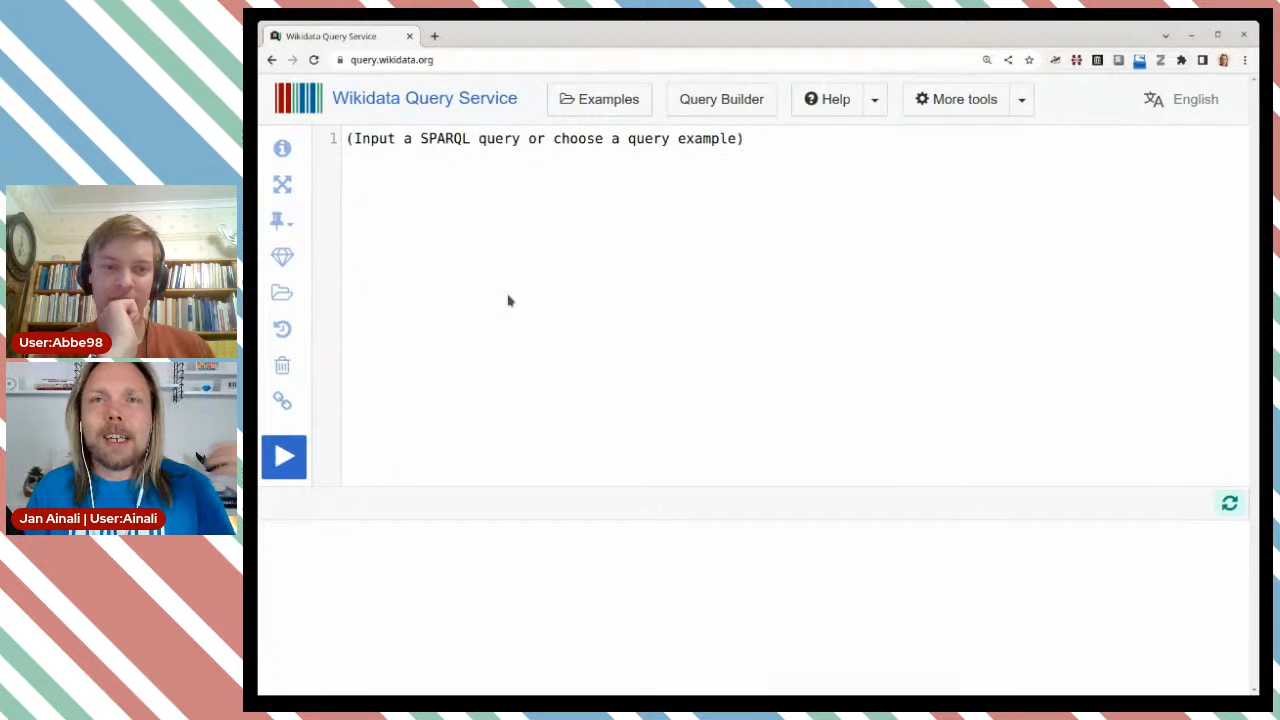 Wikidata Query Service
query.wikidata.org
Wikidata Query Service
Examples
Query Builder
Help
More tools
English
1 (Input a SPARQL query or choose a query example)
User:Abbe98
Jan Ainali | User:Ainali